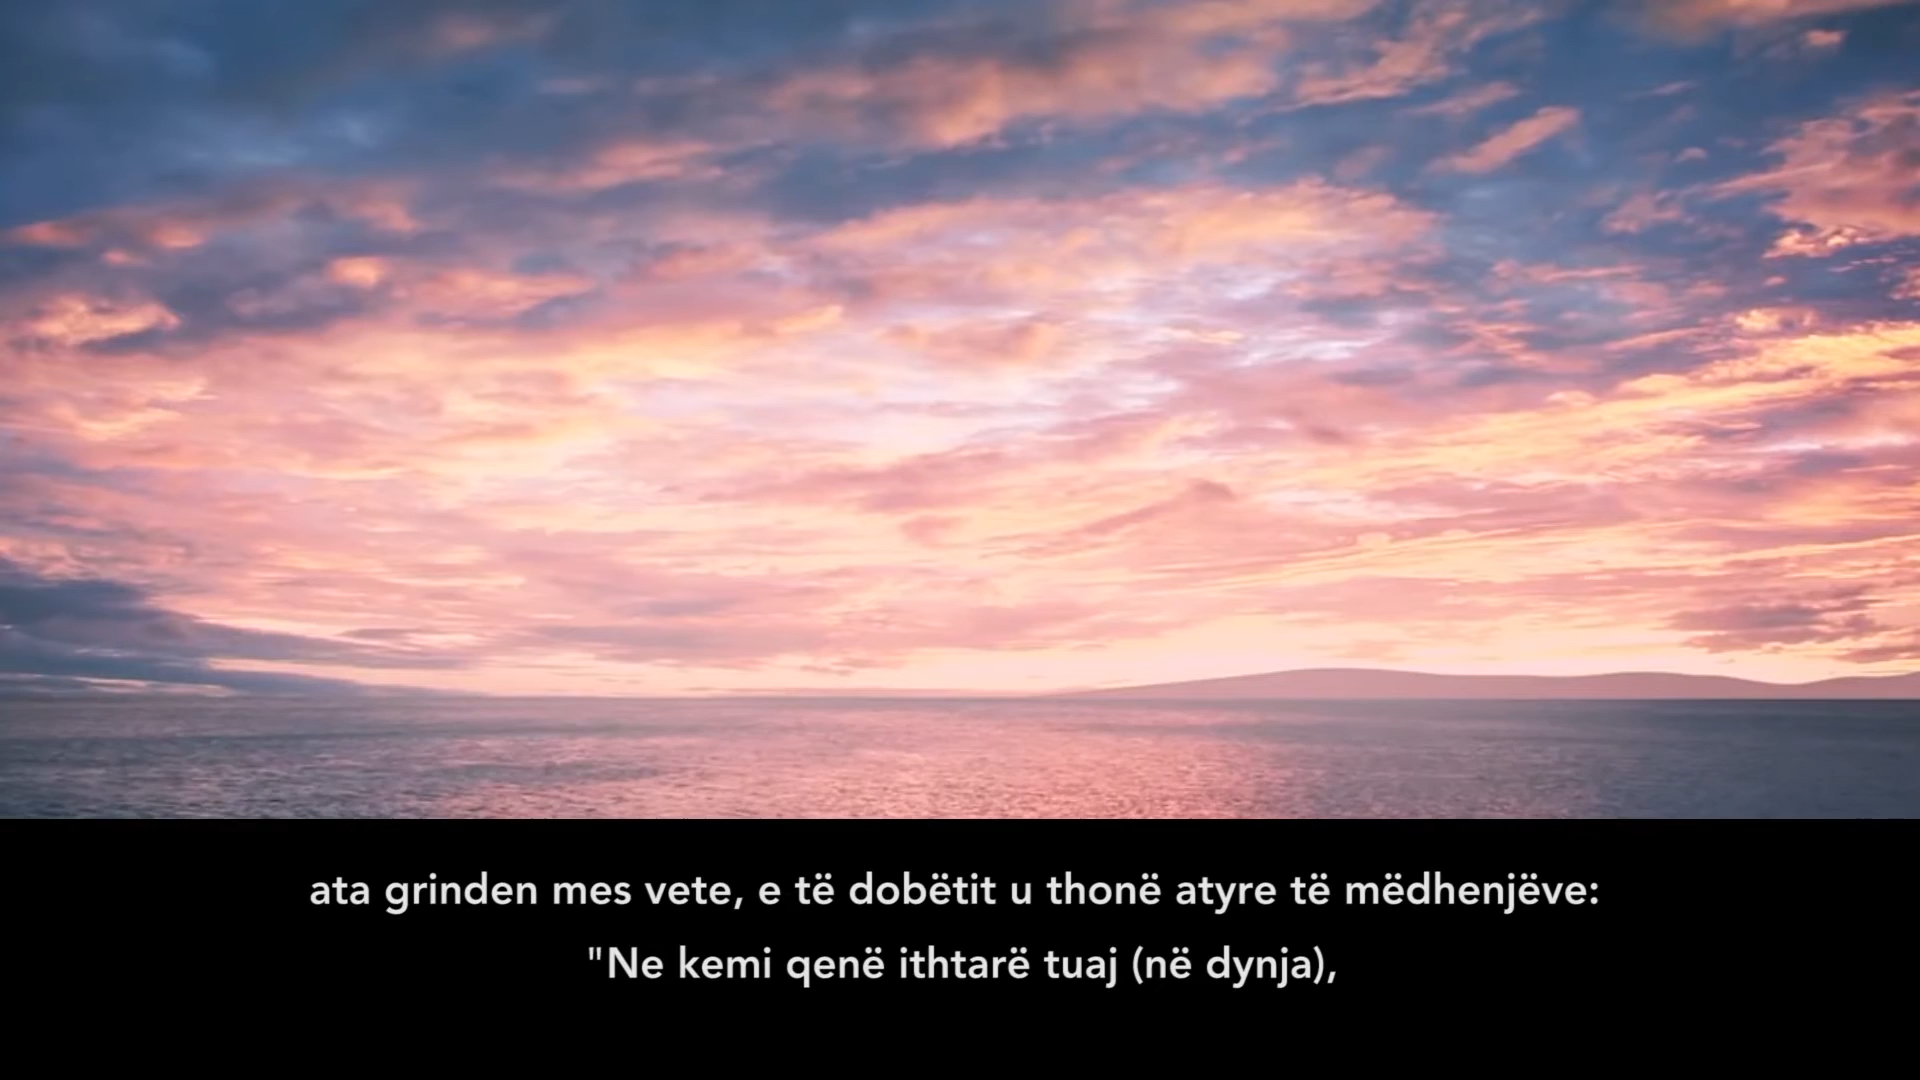 ata grinden mes vete, e të dobëtit u thonë atyre të mëdhenjëve:
"Ne kemi qenë ithtarë tuaj (në dynja),